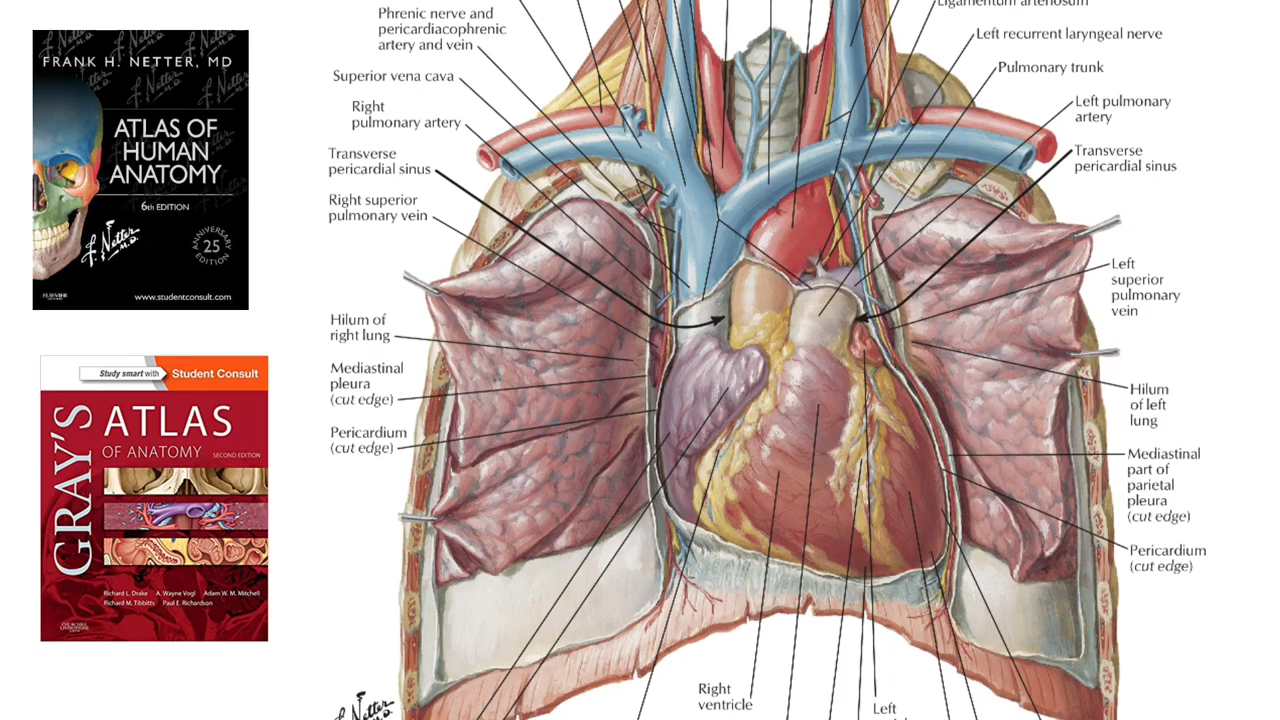 FRANK H. NETTER, MD
ATLAS OF
HUMAN
ANATOMY
6th EDITION
F. Netter
M.D.
ANNIVERSARY
25
EDITION
ELSEVIER
www.studentconsult.com
Study smart with
Student Consult
GRAY'S
ATLAS
OF ANATOMY
SECOND EDITION
Richard L. Drake A. Wayne Vogl Adam W. M. Mitchell
Richard M. Tibbitts Paul E. Richardson
CHURCHILL
LIVINGSTONE
Phrenic nerve and
pericardiacophrenic
artery and vein
Superior vena cava
Right
pulmonary artery
Transverse
pericardial sinus
Right superior
pulmonary vein
Hilum of
right lung
Mediastinal
pleura
(cut edge)
Pericardium
(cut edge)
Ligamentum arteriosum
Left recurrent laryngeal nerve
Pulmonary trunk
Left pulmonary
artery
Transverse
pericardial sinus
Left
superior
pulmonary
vein
Hilum
of left
lung
Mediastinal
part of
parietal
pleura
(cut edge)
Pericardium
(cut edge)
Right
ventricle
Left
F. Netter